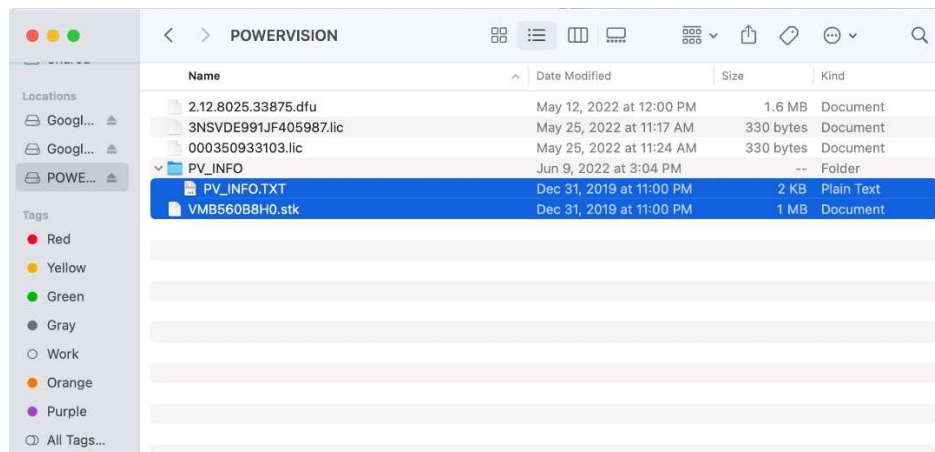 POWERVISION
Name Date Modified Size Kind
Locations
Googl...
Googl...
POWE...
Tags
Red
Yellow
Green
Gray
Work
Orange
Purple
All Tags...
2.12.8025.33875.dfu May 12, 2022 at 12:00 PM 1.6 MB Document
3NSVDE991JF405987.lic May 25, 2022 at 11:17 AM 330 bytes Document
000350933103.lic May 25, 2022 at 11:24 AM 330 bytes Document
PV_INFO Jun 9, 2022 at 3:04 PM -- Folder
PV_INFO.TXT Dec 31, 2019 at 11:00 PM 2 KB Plain Text
VMB560B8H0.stk Dec 31, 2019 at 11:00 PM 1 MB Document